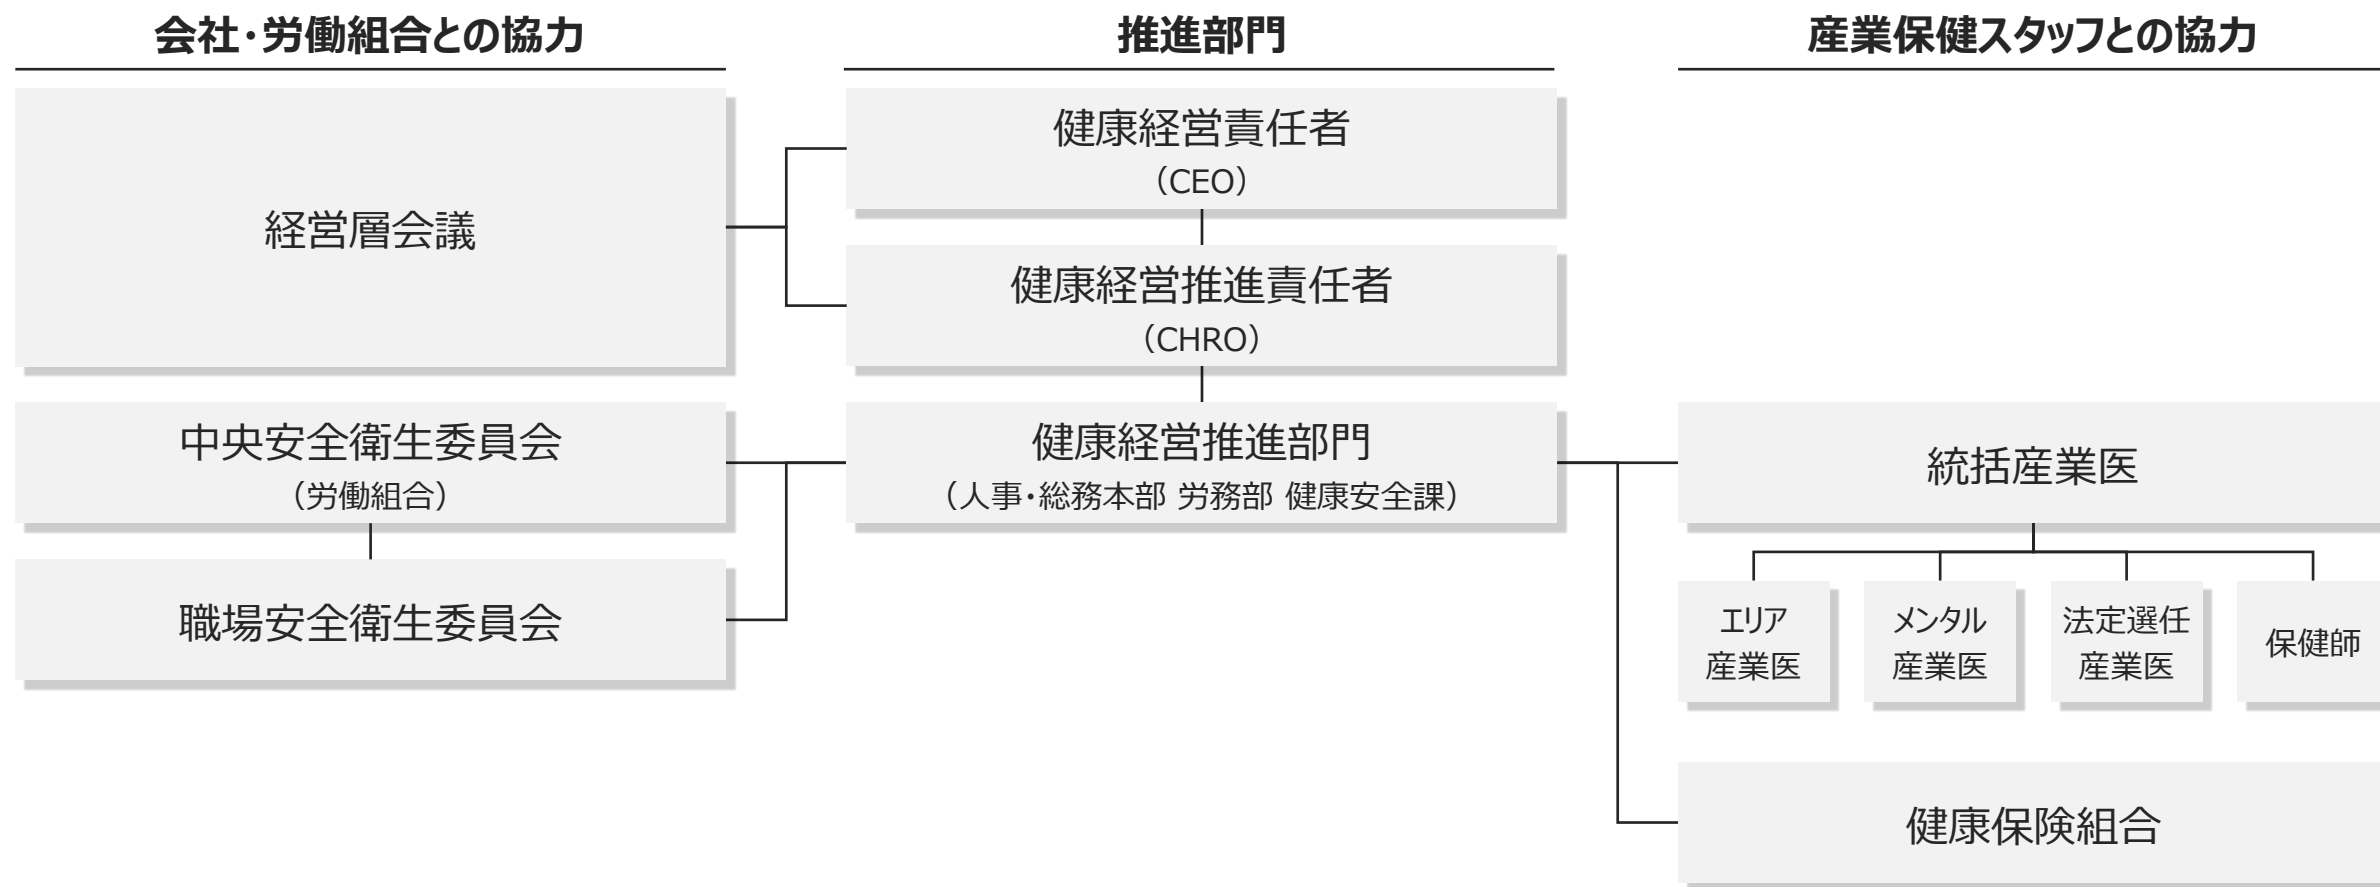 会社・労働組合との協力
推進部門
産業保健スタッフとの協力
経営層会議
健康経営責任者
（CEO）
健康経営推進責任者
（CHRO）
中央安全衛生委員会
（労働組合）
職場安全衛生委員会
健康経営推進部門
（人事・総務本部 労務部 健康安全課）
統括産業医
エリア
産業医
メンタル
産業医
法定選任
産業医
保健師
健康保険組合